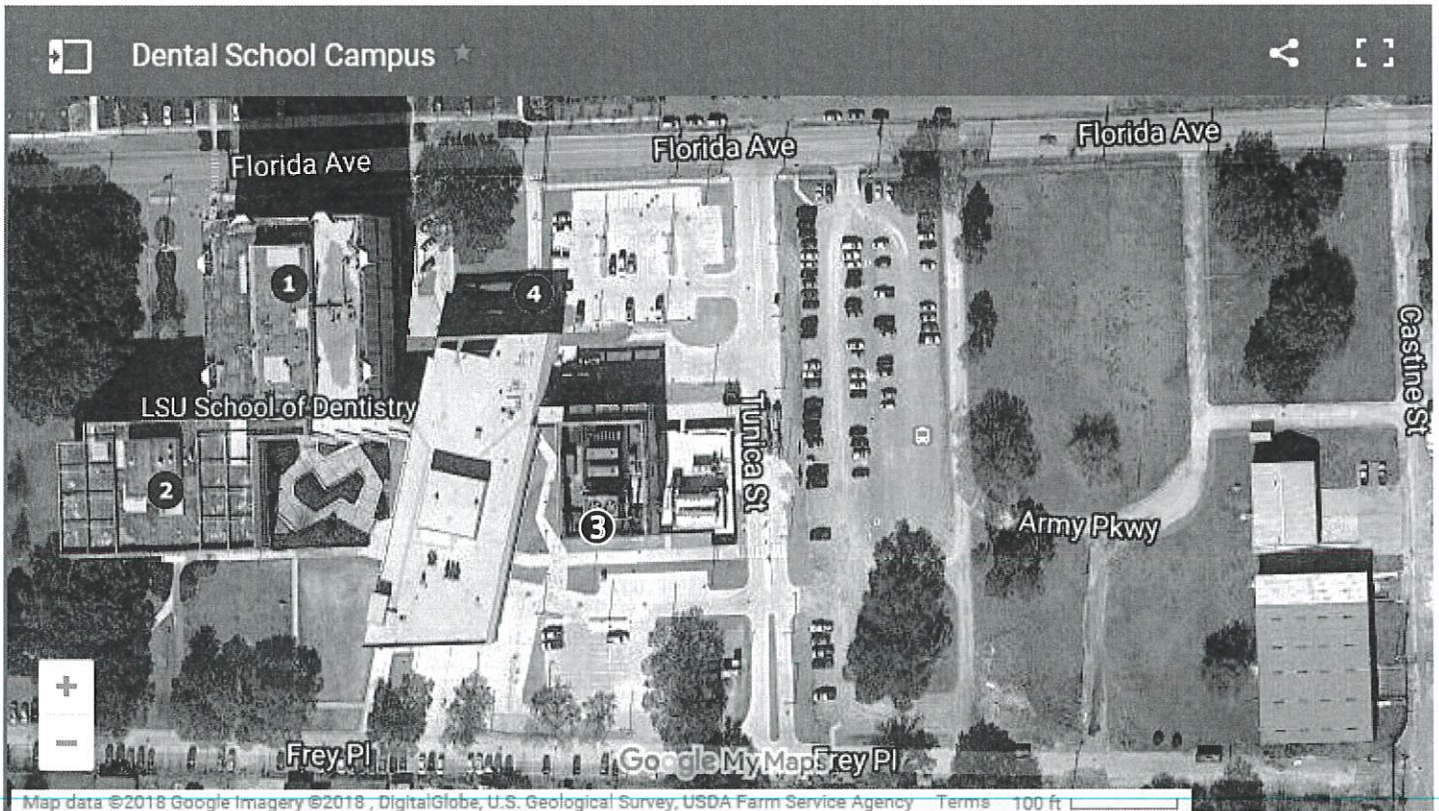 Dental School Campus
Florida Ave
Florida Ave
Florida Ave
1
4
Castine St
LSU School of Dentistry
Tunica St
2
3
Army Pkwy
+
-
Frey Pl
Google My Maps
Frey Pl
Map data ©2018 Google Imagery ©2018 , DigitalGlobe, U.S. Geological Survey, USDA Farm Service Agency Terms 100 ft